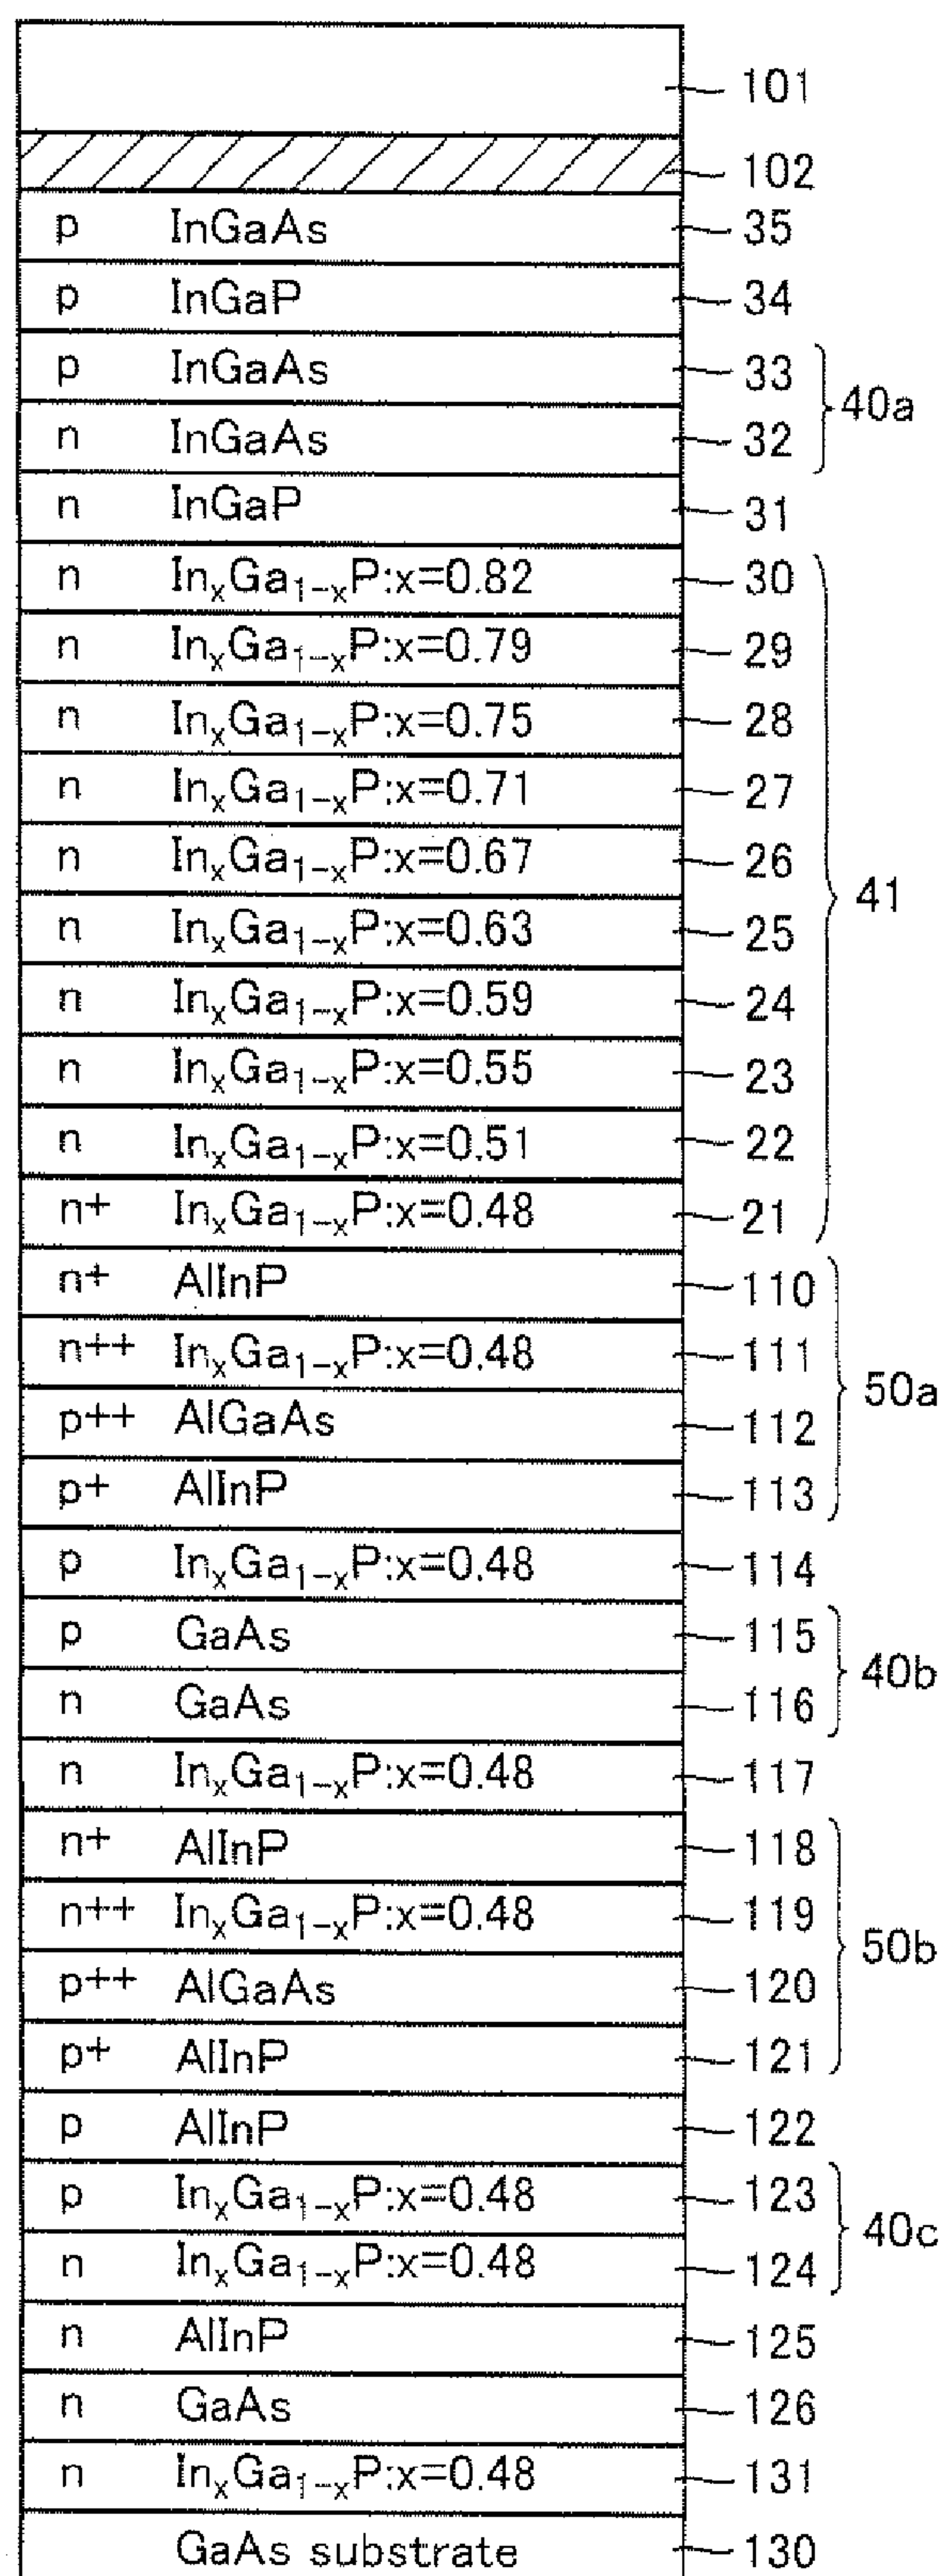 101
102
p InGaAs 35
p InGaP 34
p InGaAs 33
40a
n InGaAs 32
n InGaP 31
n InₓGa₁₋ₓP:x=0.82 30
n InₓGa₁₋ₓP:x=0.79 29
n InₓGa₁₋ₓP:x=0.75 28
n InₓGa₁₋ₓP:x=0.71 27
n InₓGa₁₋ₓP:x=0.67 26
41
n InₓGa₁₋ₓP:x=0.63 25
n InₓGa₁₋ₓP:x=0.59 24
n InₓGa₁₋ₓP:x=0.55 23
n InₓGa₁₋ₓP:x=0.51 22
n+ InₓGa₁₋ₓP:x=0.48 21
n+ AlInP 110
n++ InₓGa₁₋ₓP:x=0.48 111
50a
p++ AlGaAs 112
p+ AlInP 113
p InₓGa₁₋ₓP:x=0.48 114
p GaAs 115
40b
n GaAs 116
n InₓGa₁₋ₓP:x=0.48 117
n+ AlInP 118
n++ InₓGa₁₋ₓP:x=0.48 119
50b
p++ AlGaAs 120
p+ AlInP 121
p AlInP 122
p InₓGa₁₋ₓP:x=0.48 123
40c
n InₓGa₁₋ₓP:x=0.48 124
n AlInP 125
n GaAs 126
n InₓGa₁₋ₓP:x=0.48 131
GaAs substrate 130